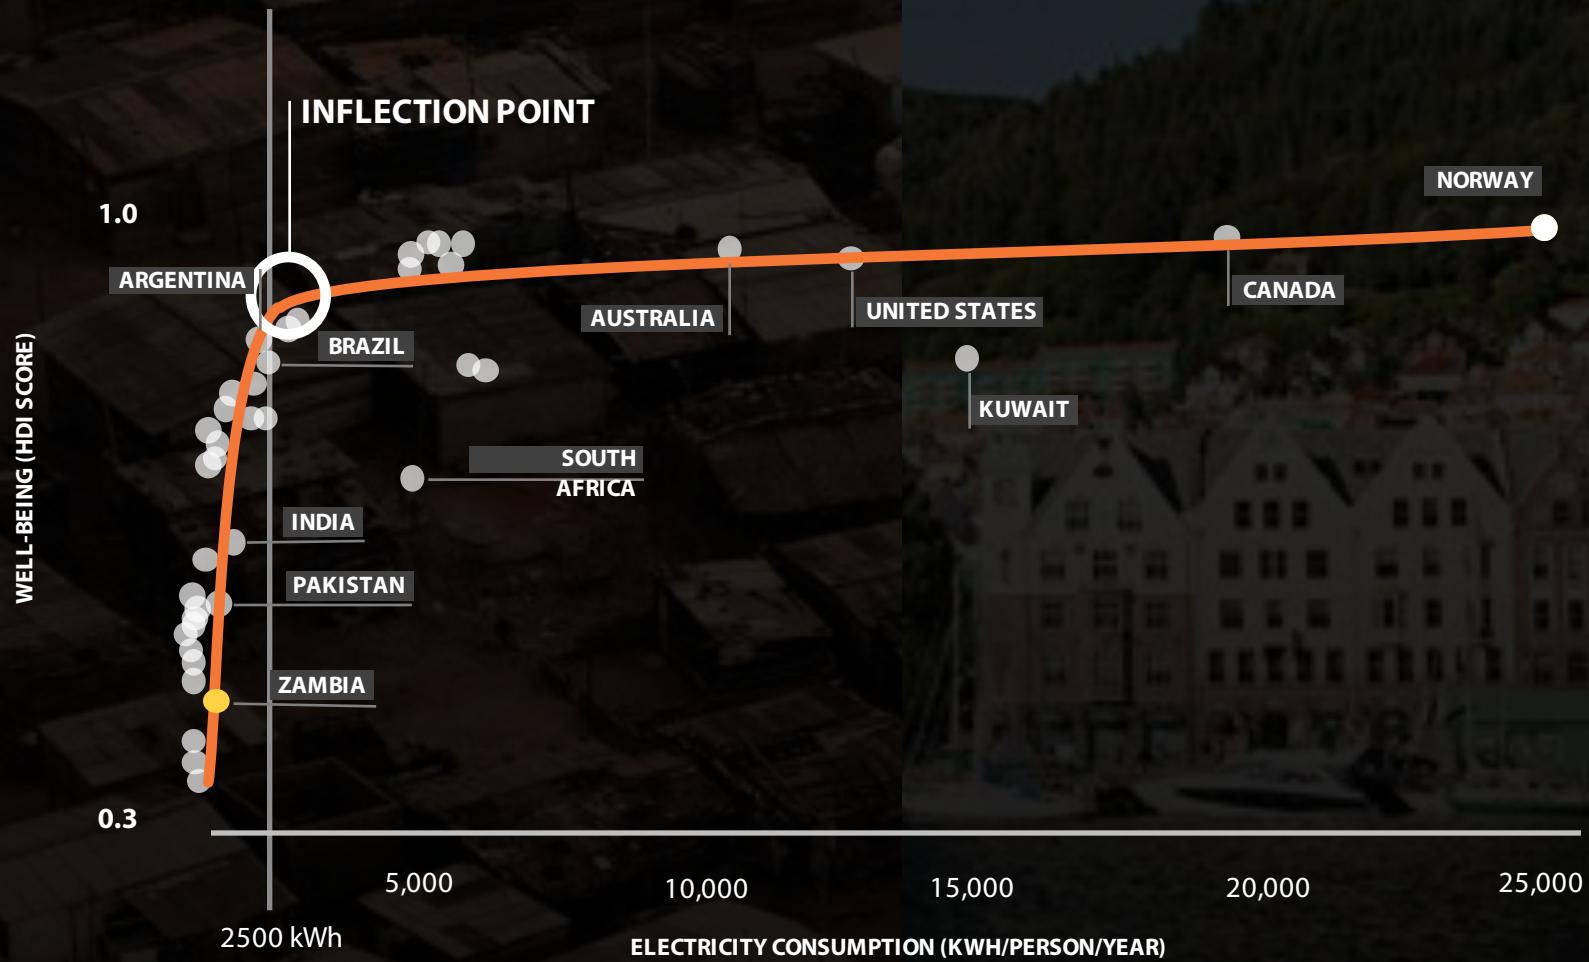 INFLECTION POINT
NORWAY
1.0
ARGENTINA
CANADA
UNITED STATES
AUSTRALIA
BRAZIL
KUWAIT
WELL-BEING (HDI SCORE)
SOUTH
AFRICA
INDIA
PAKISTAN
ZAMBIA
0.3
5,000
10,000
15,000
20,000
25,000
2500 kWh
ELECTRICITY CONSUMPTION (KWH/PERSON/YEAR)